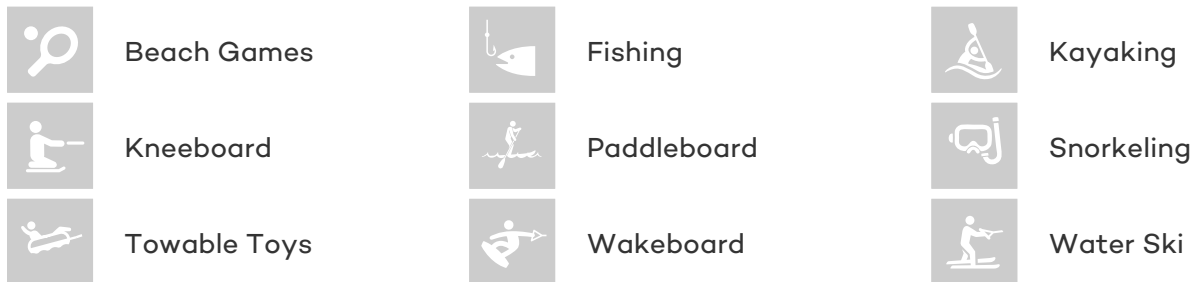 Beach Games
Fishing
Kayaking
Kneeboard
Paddleboard
Snorkeling
Towable Toys
Wakeboard
Water Ski